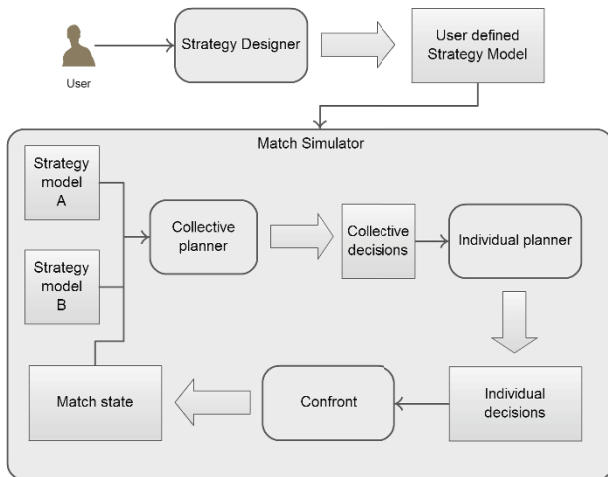 Strategy Designer
User defined
Strategy Model
User
Match Simulator
Strategy
model
A
Collective
planner
Collective
decisions
Individual planner
Strategy
model
B
Match state
Confront
Individual
decisions